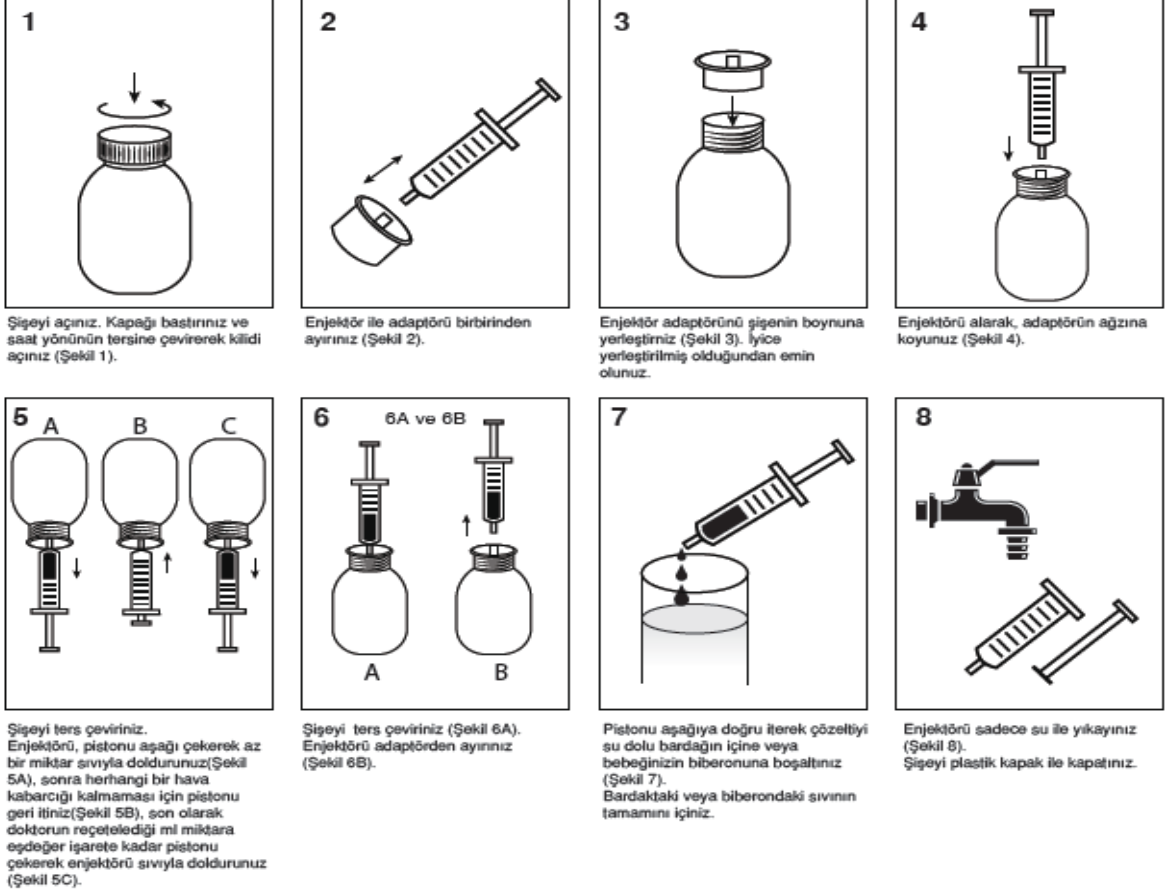 1
Şişeyi açınız. Kapağı bastırınız ve
saat yönünün tersine çevirerek kilidi
açınız (Şekil 1).
2
Enjektör ile adaptörü birbirinden
ayırınız (Şekil 2).
3
Enjektör adaptörünü şişenin boynuna
yerleştirniz (Şekil 3). İyice
yerleştirilmiş olduğundan emin
olunuz.
4
Enjektörü alarak, adaptörün ağzına
koyunuz (Şekil 4).
5
A
B
C
Şişeyi ters çeviriniz.
Enjektörü, pistonu aşağı çekerek az
bir miktar sıvıyla doldurunuz(Şekil
5A), sonra herhangi bir hava
kabarcığı kalmaması için pistonu
geri itiniz(Şekil 5B), son olarak
doktorun reçetelediği ml miktara
eşdeğer işarete kadar pistonu
çekerek enjektörü sıvıyla doldurunuz
(Şekil 5C).
6
6A ve 6B
A
B
Şişeyi ters çeviriniz (Şekil 6A).
Enjektörü adaptörden ayırınız
(Şekil 6B).
7
Pistonu aşağıya doğru iterek çözeltiyi
su dolu bardağın içine veya
bebeğinizin biberonuna boşaltınız
(Şekil 7).
Bardaktaki veya biberondaki sıvının
tamamını içiniz.
8
Enjektörü sadece su ile yıkayınız
(Şekil 8).
Şişeyi plastik kapak ile kapatınız.